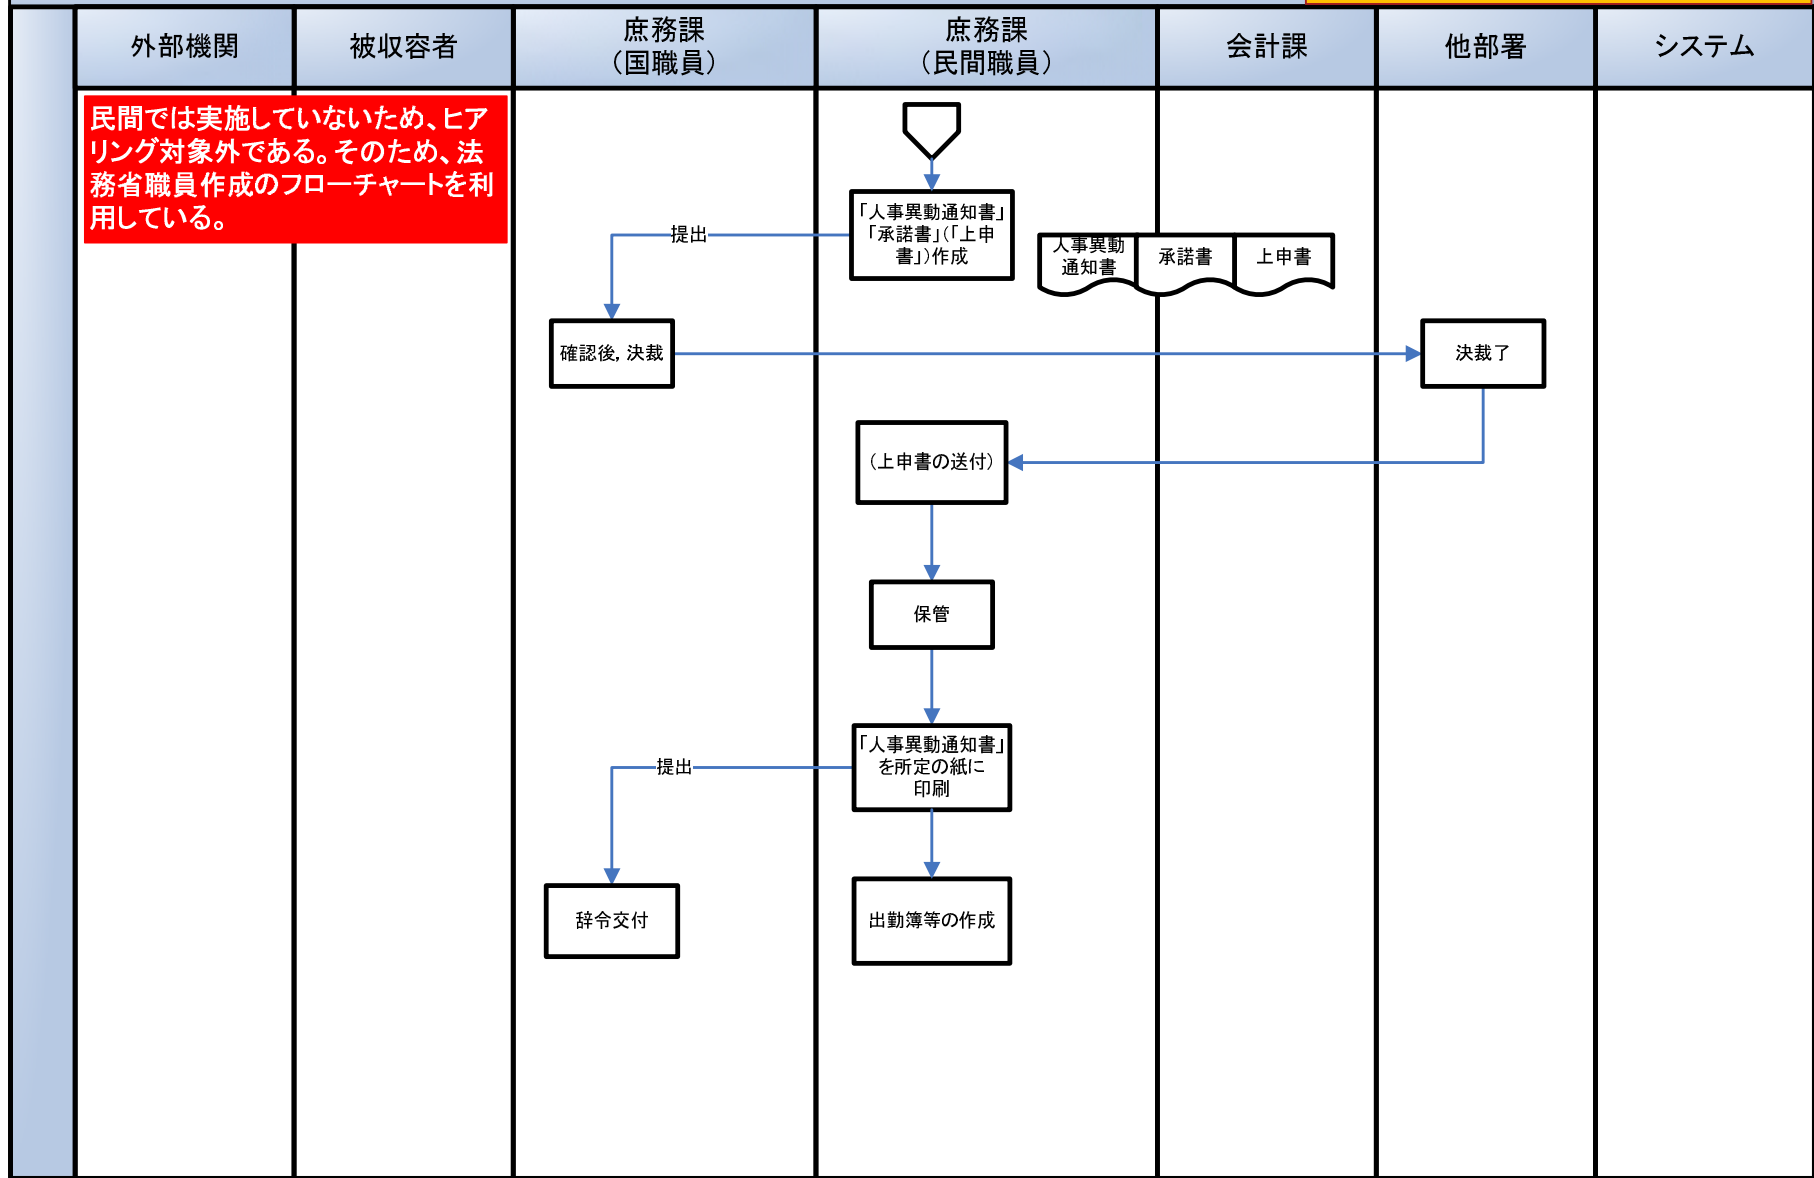 外部機関
被収容者
庶務課
（国職員）
庶務課
（民間職員）
会計課
他部署
システム
民間では実施していないため、ヒア
リング対象外である。そのため、法
務省職員作成のフローチャートを利
用している。
「人事異動通知書」
「承諾書」（「上申
書」）作成
提出
人事異動
通知書
承諾書
上申書
確認後，決裁
決裁了
（上申書の送付）
保管
「人事異動通知書」
を所定の紙に
印刷
提出
辞令交付
出勤簿等の作成